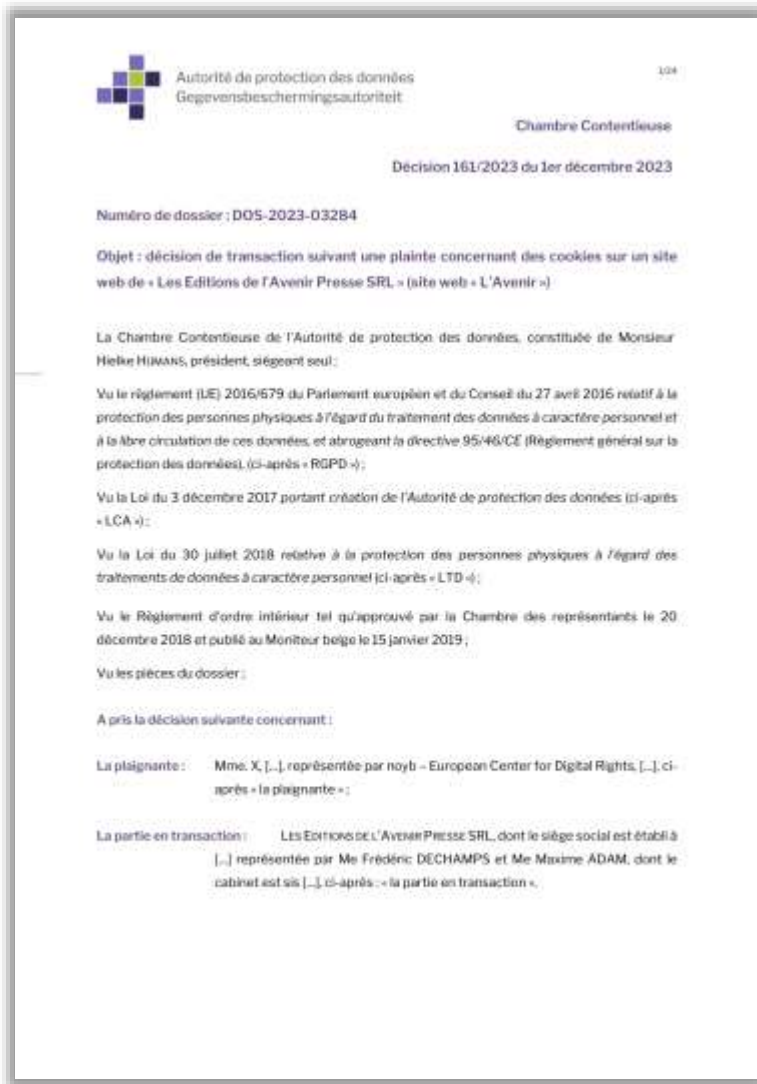 Autorité de protection des données
Gegevensbeschermingsautoriteit
1/24
Chambre Contentieuse
Décision 161/2023 du 1er décembre 2023
Numéro de dossier : DOS-2023-03284
Objet : décision de transaction suivant une plainte concernant des cookies sur un site
web de « Les Editions de l'Avenir Presse SRL » (site web « L'Avenir »)
La Chambre Contentieuse de l'Autorité de protection des données, constituée de Monsieur
Hielke HIJMANS, président, siégeant seul ;
Vu le règlement (UE) 2016/679 du Parlement européen et du Conseil du 27 avril 2016 relatif à la
protection des personnes physiques à l'égard du traitement des données à caractère personnel et
à la libre circulation de ces données, et abrogeant la directive 95/46/CE (Règlement général sur la
protection des données), (ci-après « RGPD ») ;
Vu la Loi du 3 décembre 2017 portant création de l'Autorité de protection des données (ci-après
« LCA ») ;
Vu la Loi du 30 juillet 2018 relative à la protection des personnes physiques à l'égard des
traitements de données à caractère personnel (ci-après « LTD ») ;
Vu le Règlement d'ordre intérieur tel qu'approuvé par la Chambre des représentants le 20
décembre 2018 et publié au Moniteur belge le 15 janvier 2019 ;
Vu les pièces du dossier ;
A pris la décision suivante concernant :
La plaignante : Mme. X, [...], représentée par noyb – European Center for Digital Rights, [...], ci-
après « la plaignante » ;
La partie en transaction : LES EDITIONS DE L'AVENIR PRESSE SRL, dont le siège social est établi à
[...] représentée par Me Frédéric DECHAMPS et Me Maxime ADAM, dont le
cabinet est sis [...], ci-après : « la partie en transaction ».